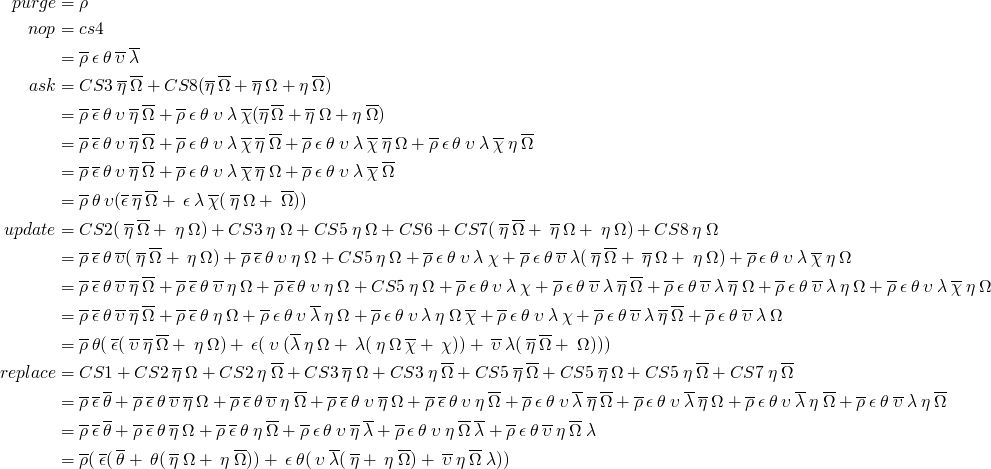 purge = ρ
nop = cs4
= ρ̅ ϵ θ υ̅ λ̅
ask = CS3 η̅ Ω̅ + CS8(η̅ Ω̅ + η̅ Ω + η Ω̅)
= ρ̅ ϵ̅ θ υ η̅ Ω̅ + ρ̅ ϵ θ υ λ χ̅(η̅ Ω̅ + η̅ Ω + η Ω̅)
= ρ̅ ϵ̅ θ υ η̅ Ω̅ + ρ̅ ϵ θ υ λ χ̅ η̅ Ω̅ + ρ̅ ϵ θ υ λ χ̅ η̅ Ω + ρ̅ ϵ θ υ λ χ̅ η Ω̅
= ρ̅ ϵ̅ θ υ η̅ Ω̅ + ρ̅ ϵ θ υ λ χ̅ η̅ Ω + ρ̅ ϵ θ υ λ χ̅ Ω̅
= ρ̅ θ υ(ϵ̅ η̅ Ω̅ + ϵ λ χ̅( η̅ Ω + Ω̅))
update = CS2( η̅ Ω̅ + η Ω) + CS3 η Ω + CS5 η Ω + CS6 + CS7( η̅ Ω̅ + η̅ Ω + η Ω) + CS8 η Ω
= ρ̅ ϵ̅ θ υ̅( η̅ Ω̅ + η Ω) + ρ̅ ϵ̅ θ υ η Ω + CS5 η Ω + ρ̅ ϵ θ υ λ χ + ρ̅ ϵ θ υ̅ λ( η̅ Ω̅ + η̅ Ω + η Ω) + ρ̅ ϵ θ υ λ χ̅ η Ω
= ρ̅ ϵ̅ θ υ̅ η̅ Ω̅ + ρ̅ ϵ̅ θ υ̅ η Ω + ρ̅ ϵ̅ θ υ η Ω + CS5 η Ω + ρ̅ ϵ θ υ λ χ + ρ̅ ϵ θ υ̅ λ η̅ Ω̅ + ρ̅ ϵ θ υ̅ λ η̅ Ω + ρ̅ ϵ θ υ̅ λ η Ω + ρ̅ ϵ θ υ λ χ̅ η Ω
= ρ̅ ϵ̅ θ υ̅ η̅ Ω̅ + ρ̅ ϵ̅ θ η Ω + ρ̅ ϵ θ υ λ̅ η Ω + ρ̅ ϵ θ υ λ η Ω χ̅ + ρ̅ ϵ θ υ λ χ + ρ̅ ϵ θ υ̅ λ η̅ Ω̅ + ρ̅ ϵ θ υ̅ λ Ω
= ρ̅ θ( ϵ̅( υ̅ η̅ Ω̅ + η Ω) + ϵ( υ (λ̅ η Ω + λ( η Ω χ̅ + χ)) + υ̅ λ( η̅ Ω̅ + Ω)))
replace = CS1 + CS2 η̅ Ω + CS2 η Ω̅ + CS3 η̅ Ω + CS3 η Ω̅ + CS5 η̅ Ω̅ + CS5 η̅ Ω + CS5 η Ω̅ + CS7 η Ω̅
= ρ̅ ϵ̅ θ̅ + ρ̅ ϵ̅ θ υ̅ η̅ Ω + ρ̅ ϵ̅ θ υ̅ η Ω̅ + ρ̅ ϵ̅ θ υ η̅ Ω + ρ̅ ϵ̅ θ υ η Ω̅ + ρ̅ ϵ θ υ λ̅ η̅ Ω̅ + ρ̅ ϵ θ υ λ̅ η̅ Ω + ρ̅ ϵ θ υ λ̅ η Ω̅ + ρ̅ ϵ θ υ̅ λ η Ω̅
= ρ̅ ϵ̅ θ̅ + ρ̅ ϵ̅ θ η̅ Ω + ρ̅ ϵ̅ θ η Ω̅ + ρ̅ ϵ θ υ η̅ λ̅ + ρ̅ ϵ θ υ η Ω̅ λ̅ + ρ̅ ϵ θ υ̅ η Ω̅ λ
= ρ̅( ϵ̅( θ̅ + θ( η̅ Ω + η Ω̅)) + ϵ θ( υ λ̅( η̅ + η Ω̅) + υ̅ η Ω̅ λ))